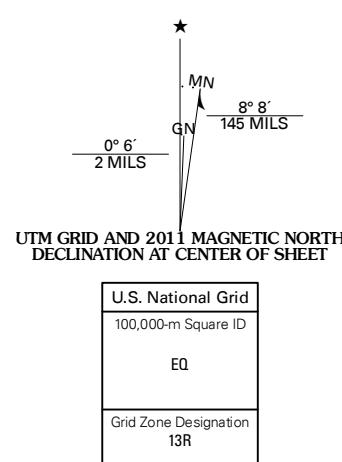 ★
MN
GN
8° 8´
145 MILS
0° 6´
2 MILS
UTM GRID AND 2011 MAGNETIC NORTH
DECLINATION AT CENTER OF SHEET
U.S. National Grid
100,000-m Square ID
EQ
Grid Zone Designation
13R